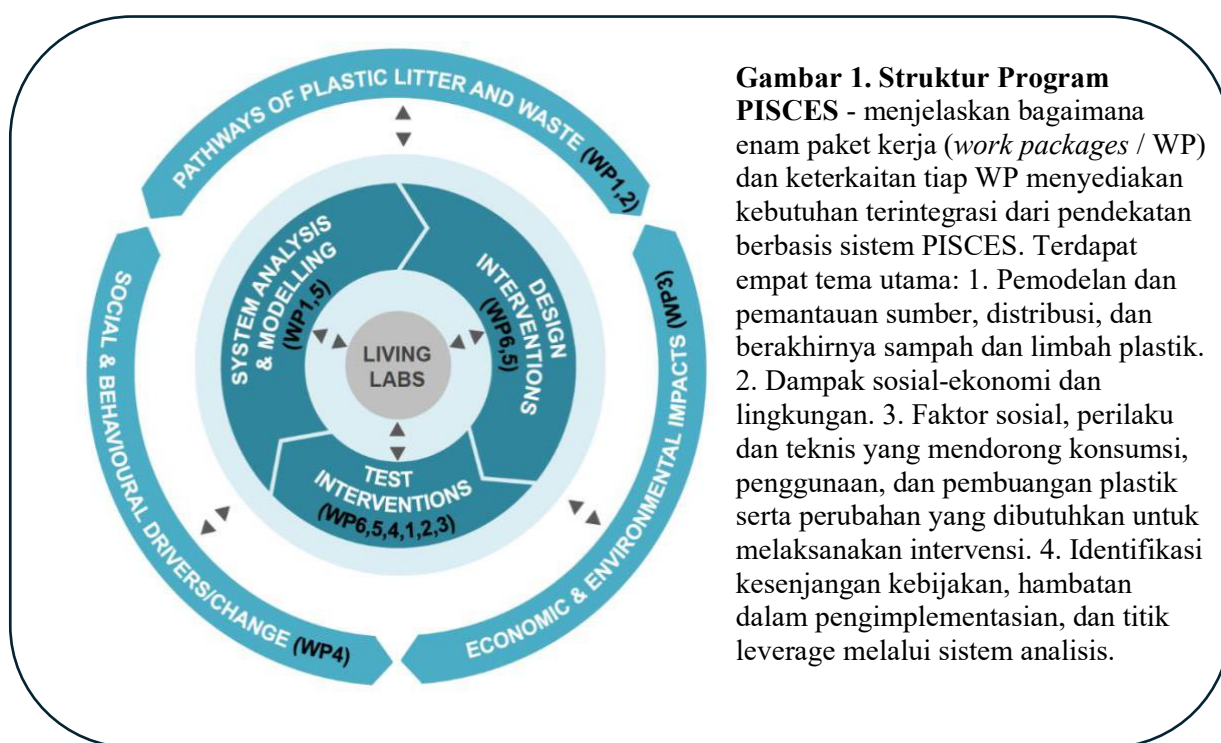 PATHWAYS OF PLASTIC LITTER AND WASTE (WP1,2)
SOCIAL & BEHAVIOURAL DRIVERS/CHANGE (WP4)
ECONOMIC & ENVIRONMENTAL IMPACTS (WP3)
SYSTEM ANALYSIS
& MODELLING
(WP1,5)
DESIGN
INTERVENTIONS
(WP6,5)
LIVING
LABS
TEST
INTERVENTIONS
(WP6,5,4,1,2,3)
Gambar 1. Struktur Program
PISCES - menjelaskan bagaimana
enam paket kerja (work packages / WP)
dan keterkaitan tiap WP menyediakan
kebutuhan terintegrasi dari pendekatan
berbasis sistem PISCES. Terdapat
empat tema utama: 1. Pemodelan dan
pemantauan sumber, distribusi, dan
berakhirnya sampah dan limbah plastik.
2. Dampak sosial-ekonomi dan
lingkungan. 3. Faktor sosial, perilaku
dan teknis yang mendorong konsumsi,
penggunaan, dan pembuangan plastik
serta perubahan yang dibutuhkan untuk
melaksanakan intervensi. 4. Identifikasi
kesenjangan kebijakan, hambatan
dalam pengimplementasian, dan titik
leverage melalui sistem analisis.